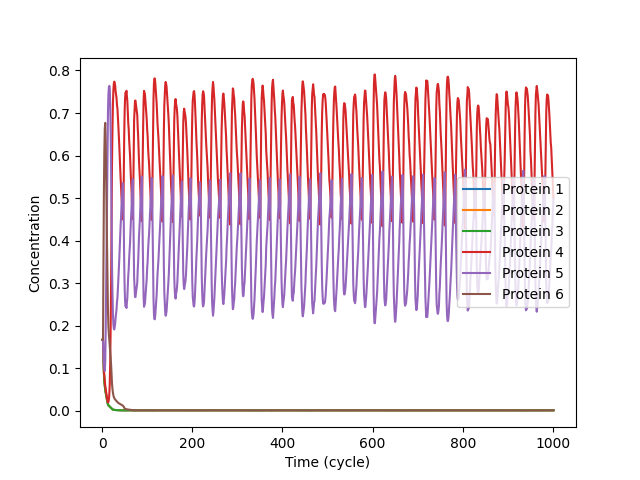 0.8
0.7
0.6
0.5
0.4
0.3
0.2
0.1
0.0
Concentration
0
200
400
600
800
1000
Time (cycle)
Protein 1
Protein 2
Protein 3
Protein 4
Protein 5
Protein 6